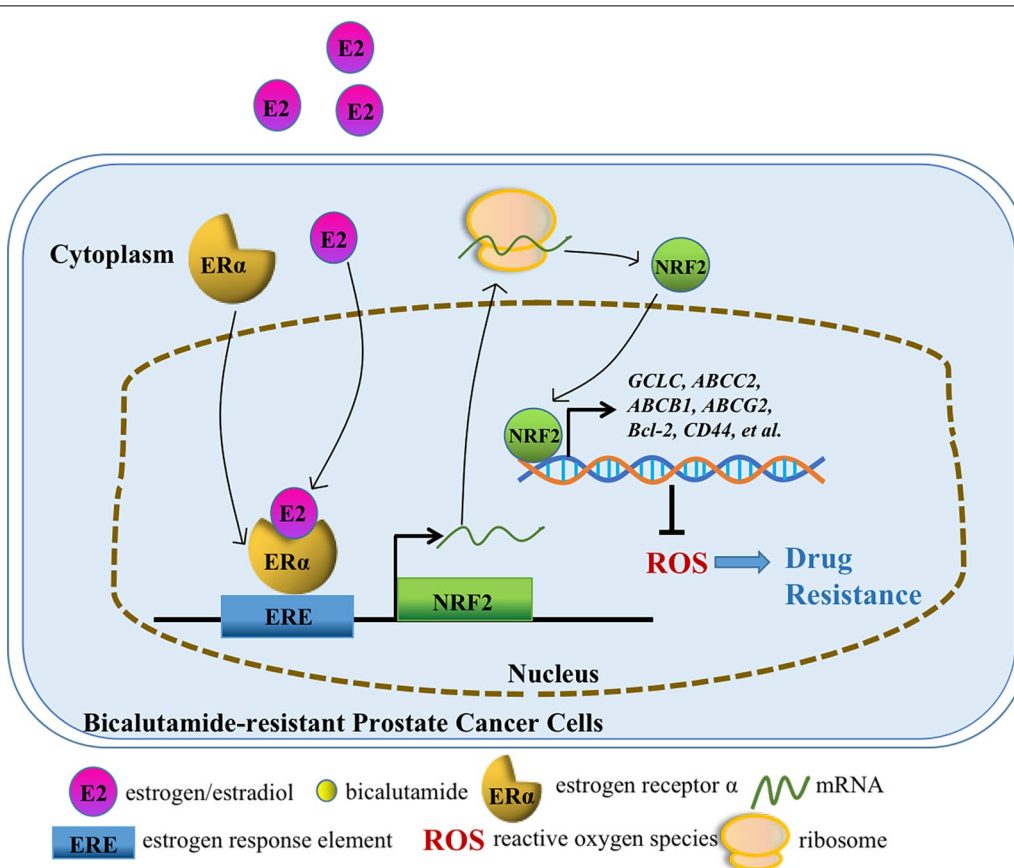 E2
E2
E2
Cytoplasm
ERα
E2
NRF2
GCLC, ABCC2,
ABCB1, ABCG2,
Bcl-2, CD44, et al.
NRF2
E2
ERα
ROS
Drug
Resistance
ERE
NRF2
Nucleus
Bicalutamide-resistant Prostate Cancer Cells
E2 estrogen/estradiol bicalutamide ERα estrogen receptor α mRNA
ERE estrogen response element ROS reactive oxygen species ribosome